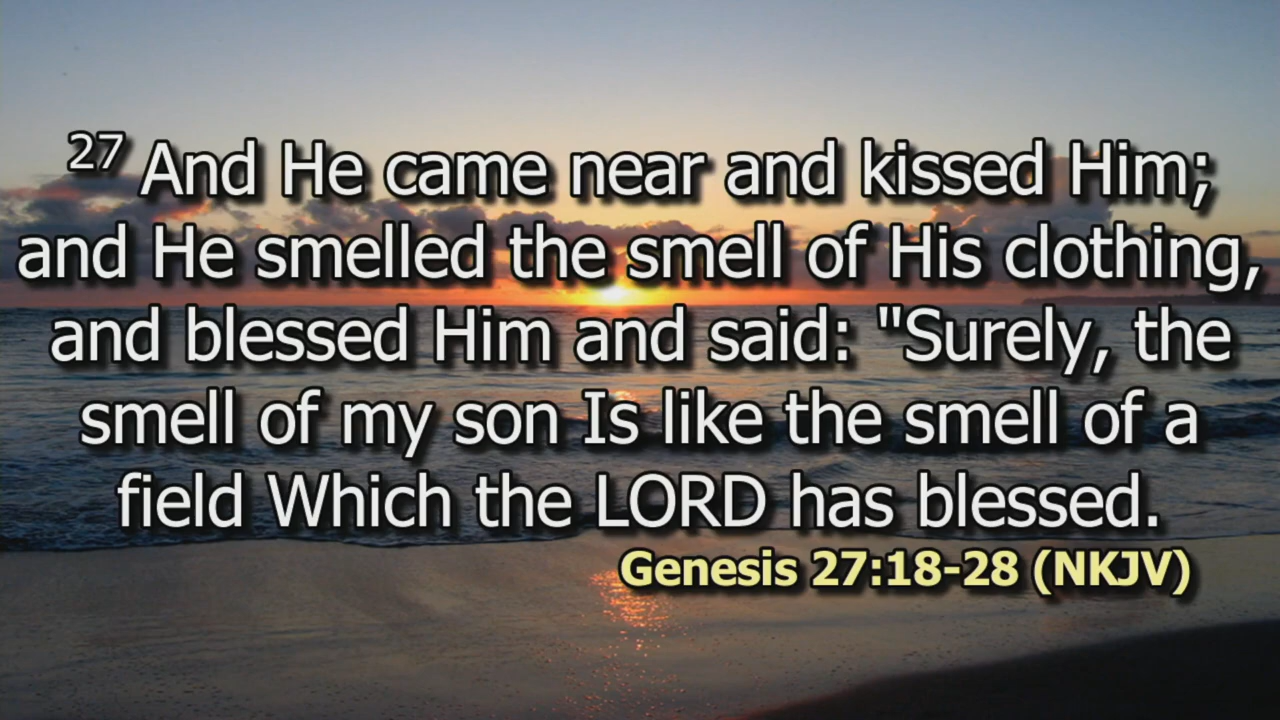 27 And He came near and kissed Him;
and He smelled the smell of His clothing,
and blessed Him and said: "Surely, the
smell of my son Is like the smell of a
field Which the LORD has blessed.
Genesis 27:18-28 (NKJV)